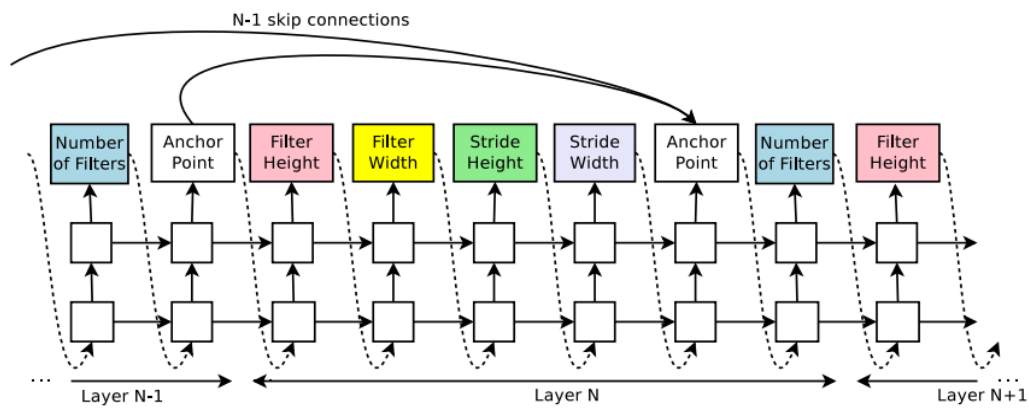 N-1 skip connections
Number
of Filters
Anchor
Point
Filter
Height
Filter
Width
Stride
Height
Stride
Width
Anchor
Point
Number
of Filters
Filter
Height
... Layer N-1 Layer N Layer N+1 ...